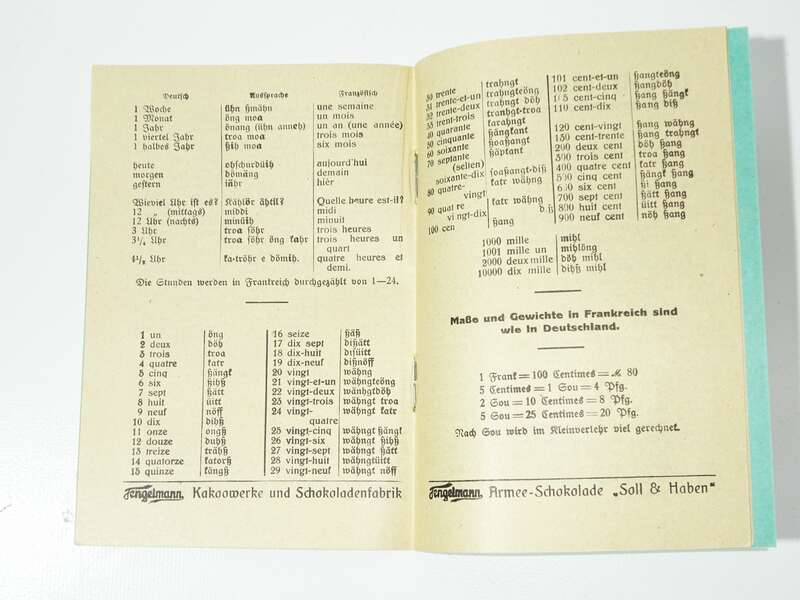 Deutsch Aussprache Französisch
1 Woche ühn ßmähn une semaine
1 Monat öng moa un mois
1 Jahr önang (ühn anneh) un an (une année)
1 viertel Jahr troa moa trois mois
1 halbes Jahr ßih moa six mois
heute ohschurdüih aujourd'hui
morgen dömäng demain
gestern iähr hièr
Wieviel Uhr ist es? Kählör ähtil? Quelle heure est-il?
12 „ (mittags) middi midi
12 Uhr (nachts) minüih minuit
3 Uhr troa föhr trois heures
3¼ Uhr troa föhr öng kahr trois heures un
quart
4½ Uhr ka-tröhr e dömih. quatre heures et
demi.
Die Stunden werden in Frankreich durchgezählt von 1—24.
1 un öng 16 seize ßäß
2 deux döh 17 dix sept dißätt
3 trois troa 18 dix-huit disüitt
4 quatre katr 19 dix-neuf dißnöff
5 cinq ßängk 20 vingt wähng
6 six ßihß 21 vingt-et-un wähngteöng
7 sept ßätt 22 vingt-deux wänhgtdöh
8 huit üitt 23 vingt-trois wähngt troa
9 neuf nöff 24 vingt- wähngt katr
10 dix dihß quatre
11 onze ongß 25 vingt-cinq wähngt ßängt
12 douze duhß 26 vingt-six wähngt ßihß
13 treize trähß 27 vingt-sept wähngt ßätt
14 quatorze katorß 28 vingt-huit wähngtüitt
15 quinze kängß 29 vingt-neuf wähngt nöff
Fengelmann, Kakaowerke und Schokoladenfabrik
30 trente trahngt 101 cent-et-un ßangteöng
31 trente-et-un trahngteöng 102 cent-deux ßangdöh
32 trente-deux trahngt döh 105 cent-cinq ßang ßängt
33 trent-trois tranhgt-troa 110 cent-dix ßang diß
40 quarante karahngt
50 cinquante ßängkant 120 cent-vingt ßang wähng
60 soixante ßoaßangt 130 cent-trente ßang trahngt
70 septante ßäptant 200 deux cent döh ßang
(selten) 300 trois cent troa ßang
soixante-dix ßoaßangt-diß 400 quatre cent katr ßang
80 quatre- katr wähng 500 cinq cent ßängk ßang
vingt 600 six cent ßi ßang
90 quatre katr wähng 700 sept cent ßätt ßang
vingt-dix diß 800 huit cent üitt ßang
100 cen ßang 900 neuf cent nöh ßang
1000 mille mihl
1001 mille un mihlöng
2000 deux mille döh mihl
10000 dix mille dihß mihl
Maße und Gewichte in Frankreich sind
wie in Deutschland.
1 Frank = 100 Centimes = M 80
5 Centimes = 1 Sou = 4 Pfg.
2 Sou = 10 Centimes = 8 Pfg.
5 Sou = 25 Centimes = 20 Pfg.
Nach Sou wird im Kleinverkehr viel gerechnet.
Fengelmann, Armee-Schokolade „Soll & Haben"